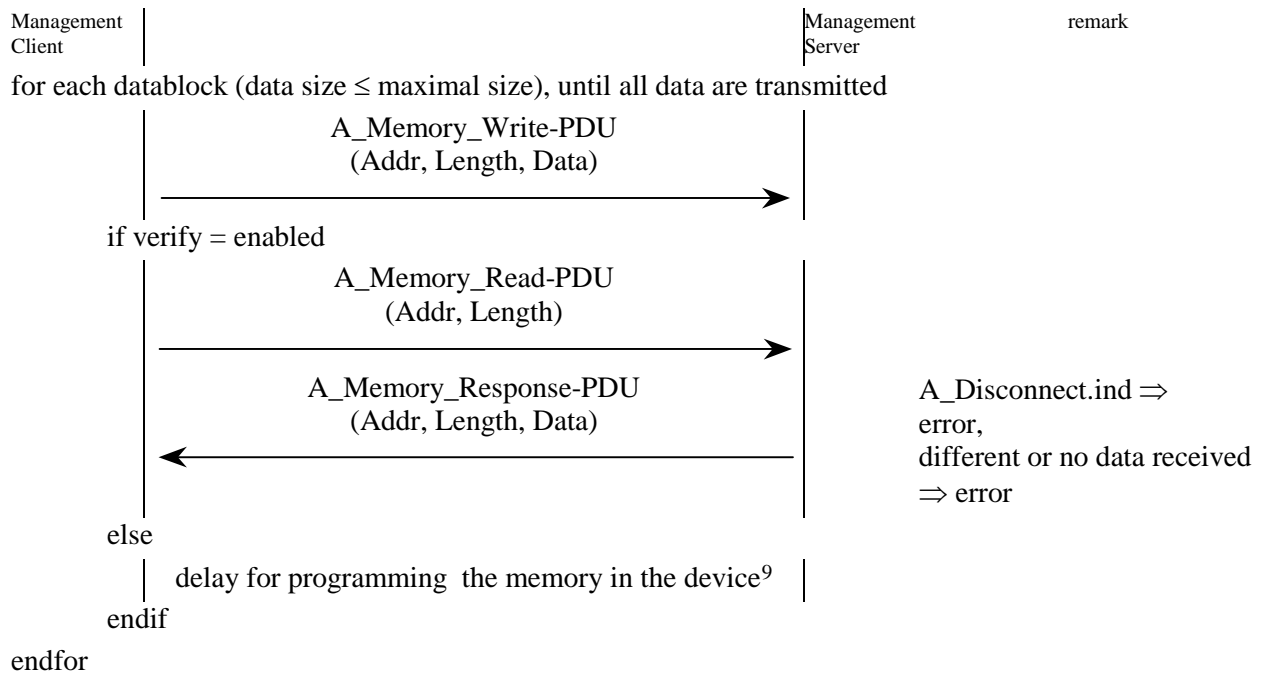 Management Management remark
Client Server
for each datablock (data size ≤ maximal size), until all data are transmitted
A_Memory_Write-PDU
(Addr, Length, Data)
if verify = enabled
A_Memory_Read-PDU
(Addr, Length)
A_Memory_Response-PDU
(Addr, Length, Data)
A_Disconnect.ind ⇒
error,
different or no data received
⇒ error
else
delay for programming the memory in the device⁹
endif
endfor